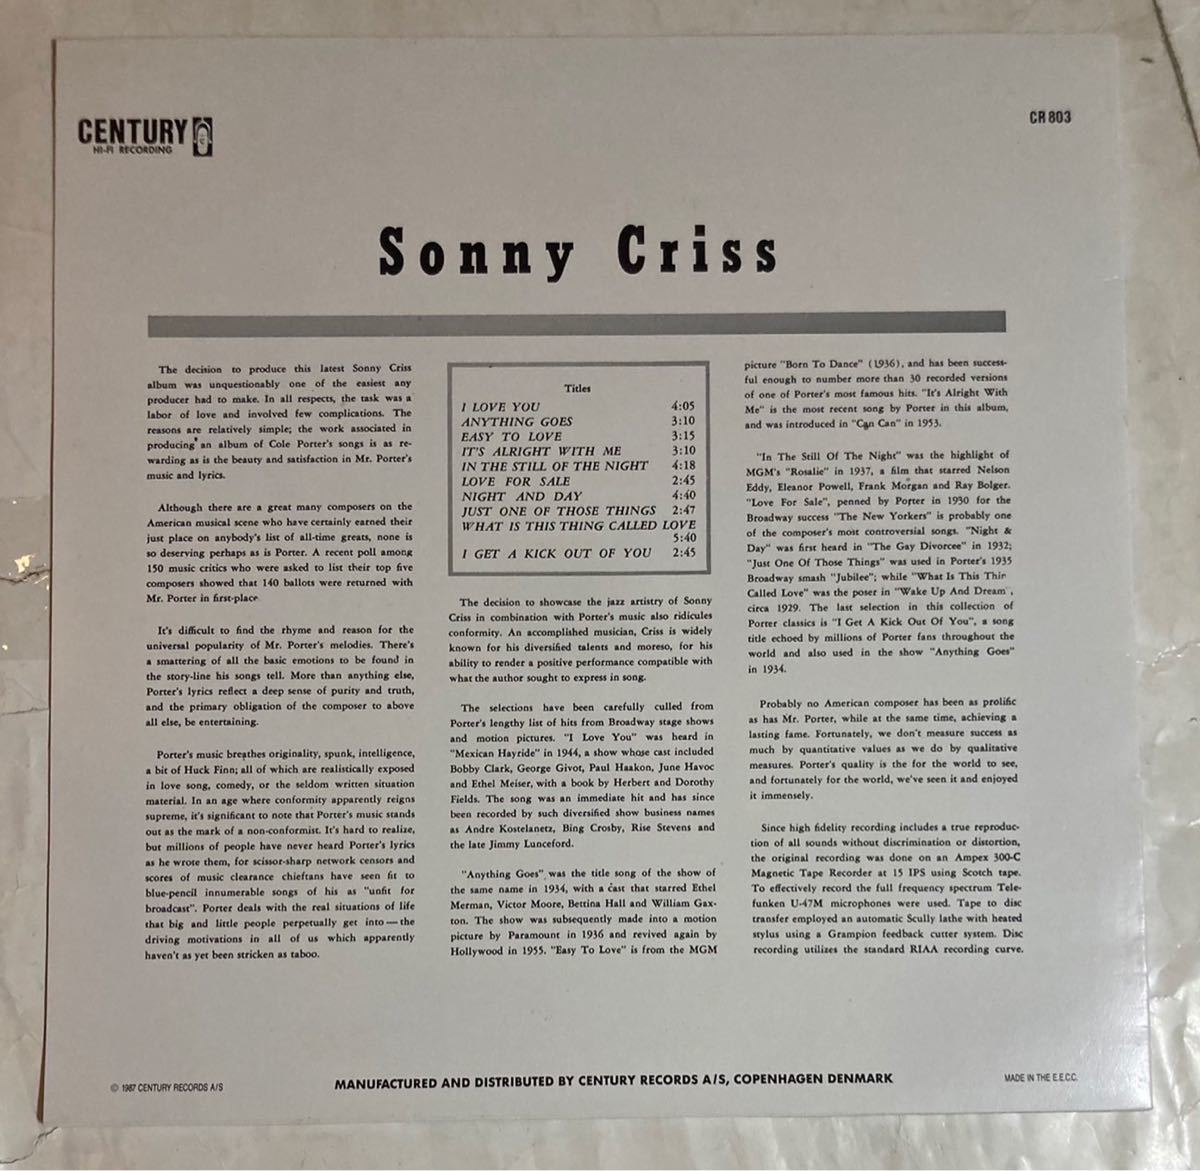 CENTURY
HI-FI RECORDING
CR 803
Sonny Criss
The decision to produce this latest Sonny Criss
album was unquestionably one of the easiest any
producer had to make. In all respects, the task was a
labor of love and involved few complications. The
reasons are relatively simple; the work associated in
producing an album of Cole Porter's songs is as re-
warding as is the beauty and satisfaction in Mr. Porter's
music and lyrics.
Although there are a great many composers on the
American musical scene who have certainly earned their
just place on anybody's list of all-time greats, none is
so deserving perhaps as is Porter. A recent poll among
150 music critics who were asked to list their top five
composers showed that 140 ballots were returned with
Mr. Porter in first-place
It's difficult to find the rhyme and reason for the
universal popularity of Mr. Porter's melodies. There's
a smattering of all the basic emotions to be found in
the story-line his songs tell. More than anything else,
Porter's lyrics reflect a deep sense of purity and truth,
and the primary obligation of the composer to above
all else, be entertaining.
Porter's music breathes originality, spunk, intelligence,
a bit of Huck Finn; all of which are realistically exposed
in love song, comedy, or the seldom written situation
material. In an age where conformity apparently reigns
supreme, it's significant to note that Porter's music stands
out as the mark of a non-conformist. It's hard to realize,
but millions of people have never heard Porter's lyrics
as he wrote them, for scissor-sharp network censors and
scores of music clearance chieftans have seen fit to
blue-pencil innumerable songs of his as "unfit for
broadcast". Porter deals with the real situations of life
that big and little people perpetually get into—the
driving motivations in all of us which apparently
haven't as yet been stricken as taboo.
Titles
I LOVE YOU 4:05
ANYTHING GOES 3:10
EASY TO LOVE 3:15
IT'S ALRIGHT WITH ME 3:10
IN THE STILL OF THE NIGHT 4:18
LOVE FOR SALE 2:45
NIGHT AND DAY 4:40
JUST ONE OF THOSE THINGS 2:47
WHAT IS THIS THING CALLED LOVE
5:40
I GET A KICK OUT OF YOU 2:45
The decision to showcase the jazz artistry of Sonny
Criss in combination with Porter's music also ridicules
conformity. An accomplished musician, Criss is widely
known for his diversified talents and moreso, for his
ability to render a positive performance compatible with
what the author sought to express in song.
The selections have been carefully culled from
Porter's lengthy list of hits from Broadway stage shows
and motion pictures. "I Love You" was heard in
"Mexican Hayride" in 1944, a show whose cast included
Bobby Clark, George Givot, Paul Haakon, June Havoc
and Ethel Meiser, with a book by Herbert and Dorothy
Fields. The song was an immediate hit and has since
been recorded by such diversified show business names
as Andre Kostelanetz, Bing Crosby, Rise Stevens and
the late Jimmy Lunceford.
"Anything Goes" was the title song of the show of
the same name in 1934, with a cast that starred Ethel
Merman, Victor Moore, Bettina Hall and William Gax-
ton. The show was subsequently made into a motion
picture by Paramount in 1936 and revived again by
Hollywood in 1955. "Easy To Love" is from the MGM
picture "Born To Dance" (1936), and has been success-
ful enough to number more than 30 recorded versions
of one of Porter's most famous hits. "It's Alright With
Me" is the most recent song by Porter in this album,
and was introduced in "Can Can" in 1953.
"In The Still Of The Night" was the highlight of
MGM's "Rosalie" in 1937, a film that starred Nelson
Eddy, Eleanor Powell, Frank Morgan and Ray Bolger.
"Love For Sale", penned by Porter in 1930 for the
Broadway success "The New Yorkers" is probably one
of the composer's most controversial songs. "Night &
Day" was first heard in "The Gay Divorcee" in 1932;
"Just One Of Those Things" was used in Porter's 1935
Broadway smash "Jubilee"; while "What Is This Thin
Called Love" was the poser in "Wake Up And Dream",
circa 1929. The last selection in this collection of
Porter classics is "I Get A Kick Out Of You", a song
title echoed by millions of Porter fans throughout the
world and also used in the show "Anything Goes"
in 1934.
Probably no American composer has been as prolific
as has Mr. Porter, while at the same time, achieving a
lasting fame. Fortunately, we don't measure success as
much by quantitative values as we do by qualitative
measures. Porter's quality is the for the world to see,
and fortunately for the world, we've seen it and enjoyed
it immensely.
Since high fidelity recording includes a true reproduc-
tion of all sounds without discrimination or distortion,
the original recording was done on an Ampex 300-C
Magnetic Tape Recorder at 15 IPS using Scotch tape.
To effectively record the full frequency spectrum Tele-
funken U-47M microphones were used. Tape to disc
transfer employed an automatic Scully lathe with heated
stylus using a Grampion feedback cutter system. Disc
recording utilizes the standard RIAA recording curve.
© 1987 CENTURY RECORDS A/S
MANUFACTURED AND DISTRIBUTED BY CENTURY RECORDS A/S, COPENHAGEN DENMARK
MADE IN THE E.E.C.C.